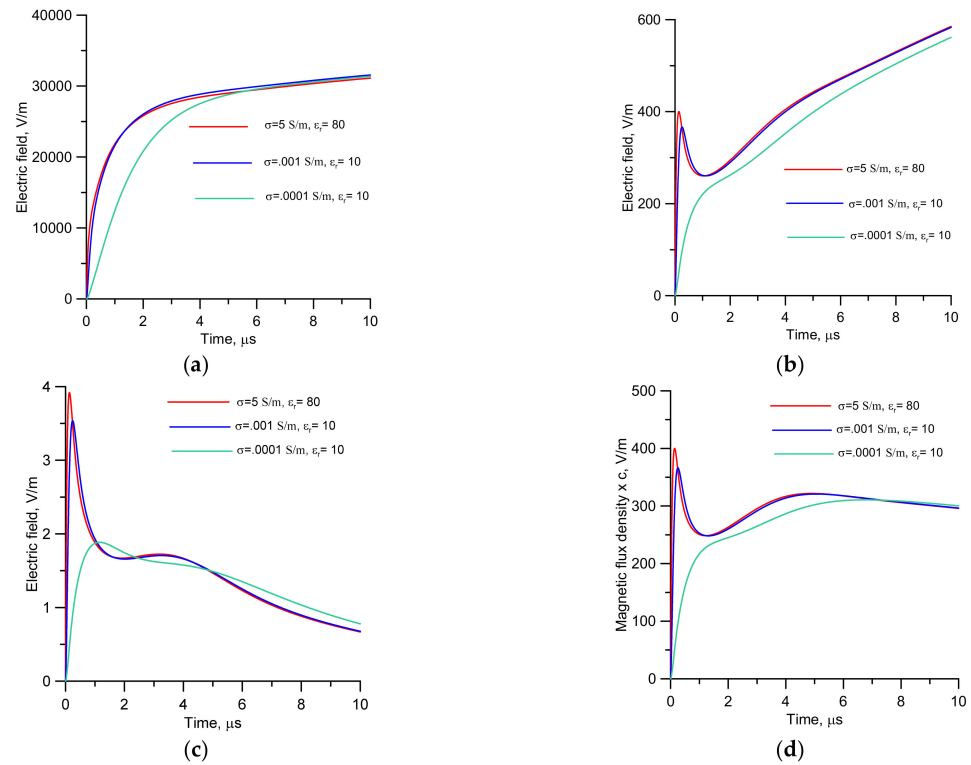 40000
30000
20000
10000
0
Electric field, V/m
σ=5 S/m, εr= 80
σ=.001 S/m, εr= 10
σ=.0001 S/m, εr= 10
0 2 4 6 8 10
Time, μs
(a)
600
400
200
0
Electric field, V/m
σ=5 S/m, εr= 80
σ=.001 S/m, εr= 10
σ=.0001 S/m, εr= 10
0 2 4 6 8 10
Time, μs
(b)
4
3
2
1
0
Electric field, V/m
σ=5 S/m, εr= 80
σ=.001 S/m, εr= 10
σ=.0001 S/m, εr= 10
0 2 4 6 8 10
Time, μs
(c)
500
400
300
200
100
0
Magnetic flux density x c, V/m
σ=5 S/m, εr= 80
σ=.001 S/m, εr= 10
σ=.0001 S/m, εr= 10
0 2 4 6 8 10
Time, μs
(d)